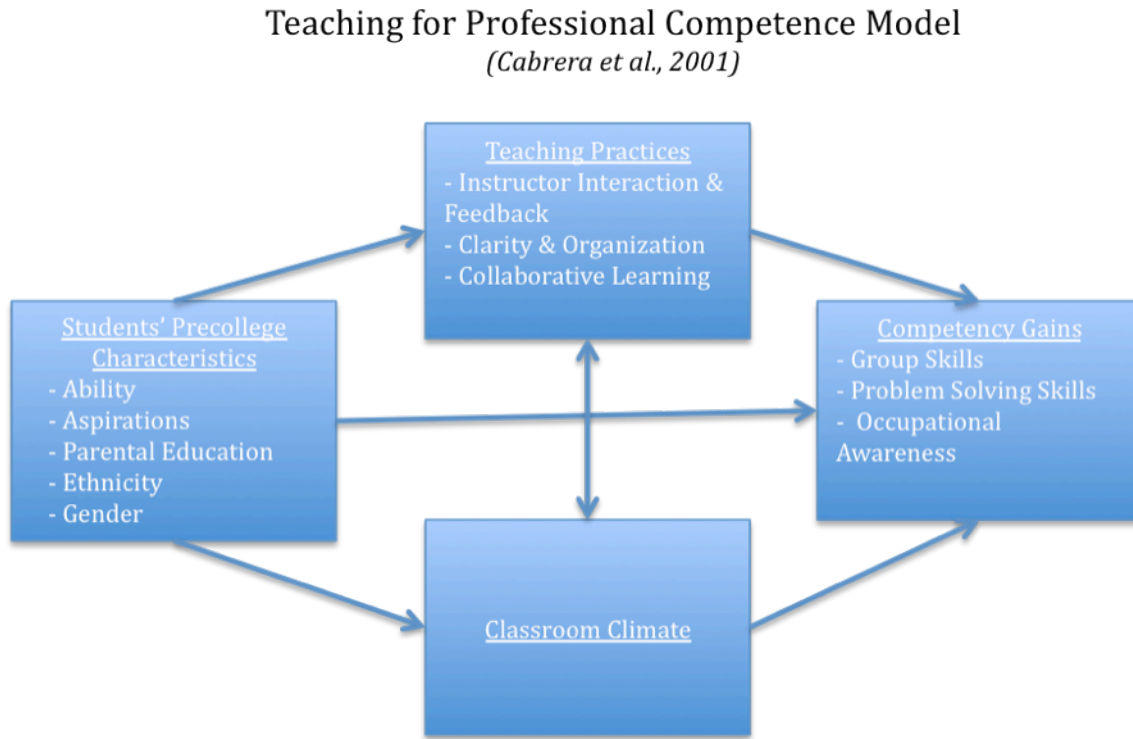 Teaching for Professional Competence Model
(Cabrera et al., 2001)
Teaching Practices
- Instructor Interaction &
Feedback
- Clarity & Organization
- Collaborative Learning
Students' Precollege
Characteristics
- Ability
- Aspirations
- Parental Education
- Ethnicity
- Gender
Competency Gains
- Group Skills
- Problem Solving Skills
- Occupational
Awareness
Classroom Climate